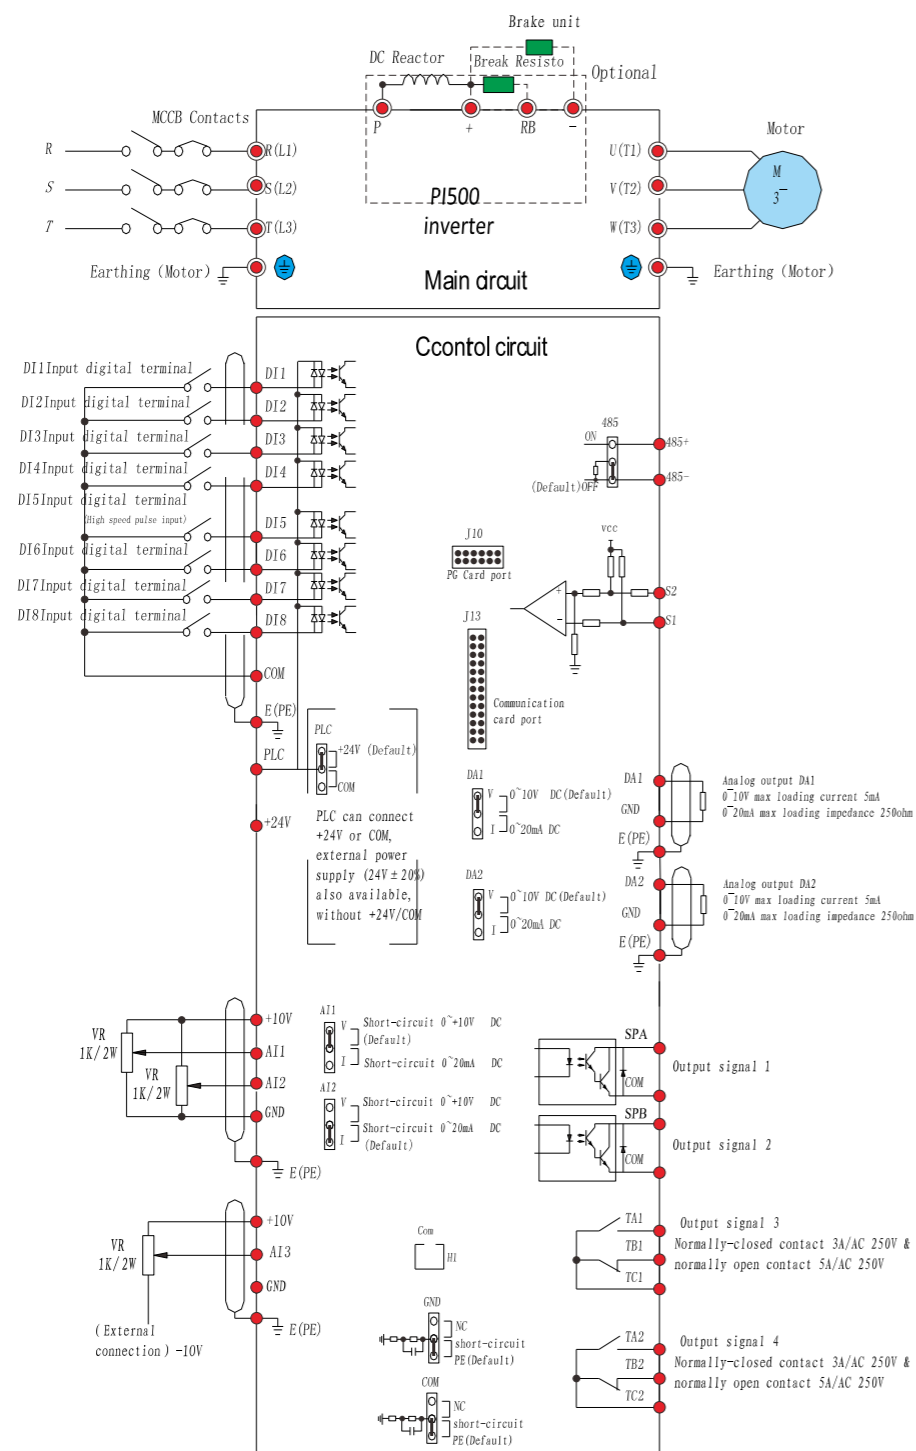 Brake unit
DC Reactor
Break Resisto
Optional
MCCB Contacts
P
+
RB
-
Motor
R
R(L1)
U(T1)
S
S(L2)
V(T2)
M
3~
T
T(L3)
W(T3)
PI500
inverter
Earthing (Motor)
Earthing (Motor)
Main circuit
Ccontol circuit
DI1Input digital terminal
DI1
DI2Input digital terminal
DI2
DI3Input digital terminal
DI3
DI4Input digital terminal
DI4
DI5Input digital terminal
(High speed pulse input)
DI5
DI6Input digital terminal
DI6
DI7Input digital terminal
DI7
DI8Input digital terminal
DI8
COM
E(PE)
PLC
485
ON
485+
(Default)OFF
485-
J10
PG Card port
vcc
+
-
S2
S1
J13
Communication
card port
PLC
+24V (Default)
COM
+24V
PLC can connect
+24V or COM,
external power
supply (24V±20%)
also available,
without +24V/COM
DA1
V
0~10V DC(Default)
I
0~20mA DC
DA2
V
0~10V DC(Default)
I
0~20mA DC
DA1
GND
E(PE)
Analog output DA1
0~10V max loading current 5mA
0~20mA max loading impedance 250ohm
DA2
GND
E(PE)
Analog output DA2
0~10V max loading current 5mA
0~20mA max loading impedance 250ohm
VR
1K/2W
VR
1K/2W
+10V
AI1
AI2
GND
E(PE)
AI1
V
Short-circuit 0~+10V DC
(Default)
I
Short-circuit 0~20mA DC
AI2
V
Short-circuit 0~+10V DC
Short-circuit 0~20mA DC
I
(Default)
SPA
COM
Output signal 1
SPB
COM
Output signal 2
VR
1K/2W
+10V
AI3
GND
E(PE)
(External
connection)-10V
Com
H1
GND
NC
short-circuit
PE(Default)
COM
NC
short-circuit
PE(Default)
TA1
TB1
TC1
Output signal 3
Normally-closed contact 3A/AC 250V &
normally open contact 5A/AC 250V
TA2
TB2
TC2
Output signal 4
Normally-closed contact 3A/AC 250V &
normally open contact 5A/AC 250V